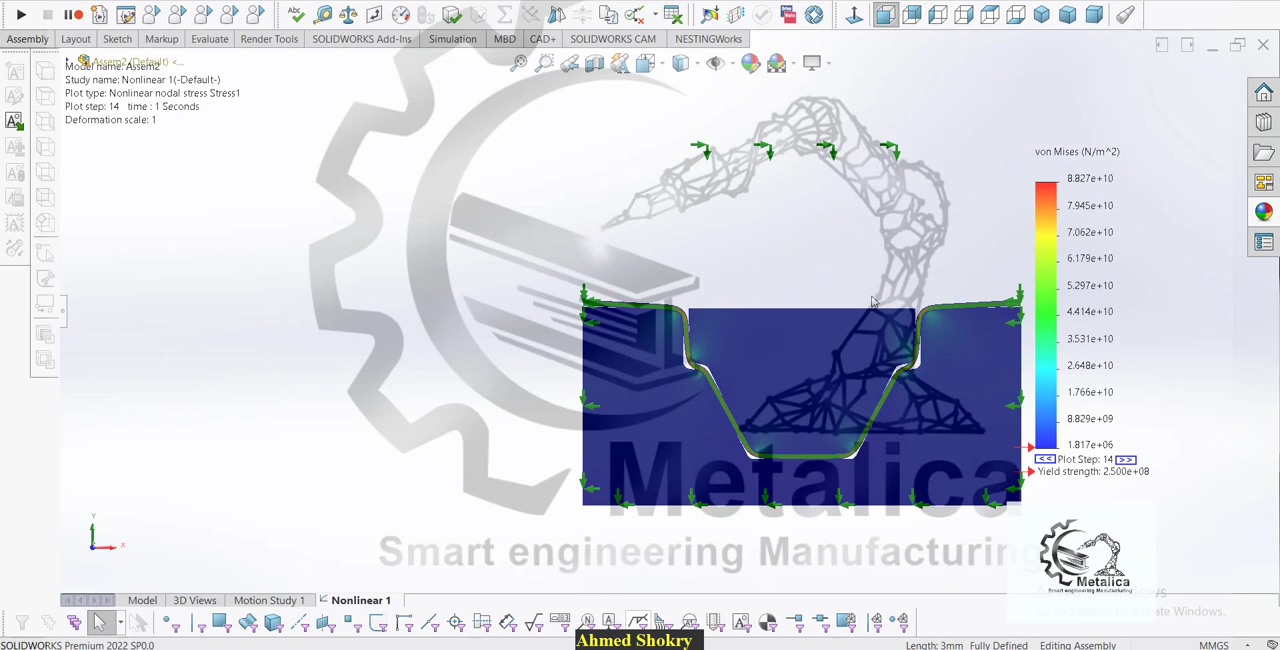 Assembly Layout Sketch Markup Evaluate Render Tools SOLIDWORKS Add-Ins Simulation MBD CAD+ SOLIDWORKS CAM NESTINGWorks
Assem2 (Default) <...
Study name: Nonlinear 1(-Default-)
Plot type: Nonlinear nodal stress Stress1
Plot step: 14 time : 1 Seconds
Deformation scale: 1
von Mises (N/m^2)
8.827e+10
7.945e+10
7.062e+10
6.179e+10
5.297e+10
4.414e+10
3.531e+10
2.648e+10
1.766e+10
8.829e+09
1.817e+06
<< Plot Step: 14 >>
Yield strength: 2.500e+08
Y
X
Metalica
Smart engineering Manufacturing
Metalica
Smart engineering Manufacturing
Model 3D Views Motion Study 1 Nonlinear 1
Ahmed Shokry
SOLIDWORKS Premium 2022 SP0.0
Length: 3mm Fully Defined Editing Assembly MMGS